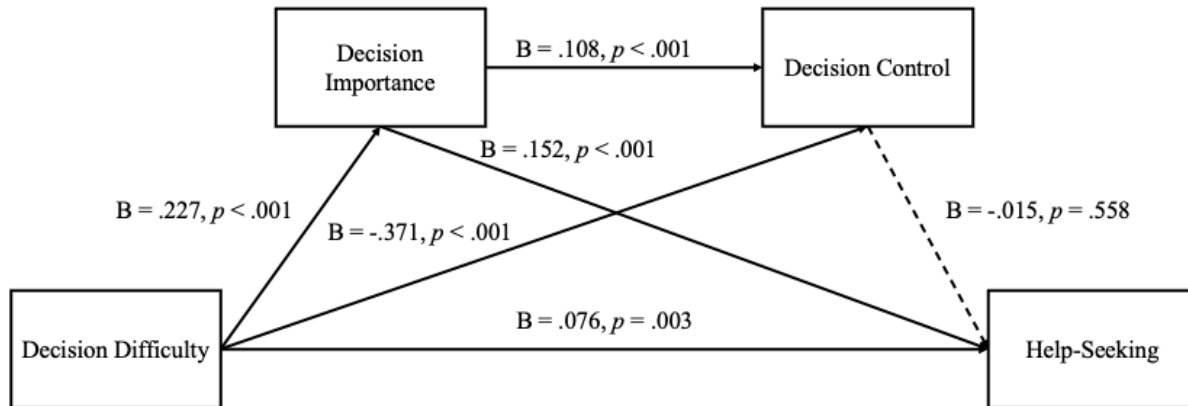 Decision
Importance
B = .108, p < .001
Decision Control
B = .152, p < .001
B = .227, p < .001
B = -.371, p < .001
B = -.015, p = .558
B = .076, p = .003
Decision Difficulty
Help-Seeking